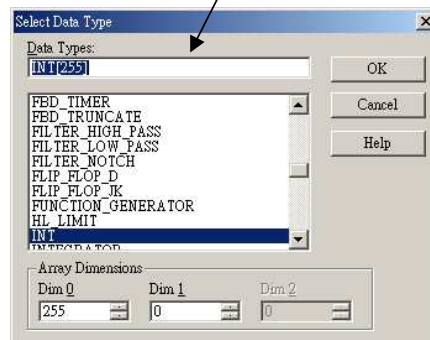 Select Data Type
Data Types:
INT[255]
OK
FBD_TIMER
Cancel
FBD_TRUNCATE
FILTER_HIGH_PASS
FILTER_LOW_PASS
Help
FILTER_NOTCH
FLIP_FLOP_D
FLIP_FLOP_JK
FUNCTION_GENERATOR
HL_LIMIT
INT
INTEGRATOR
Array Dimensions
Dim 0 Dim 1 Dim 2
255 0 0